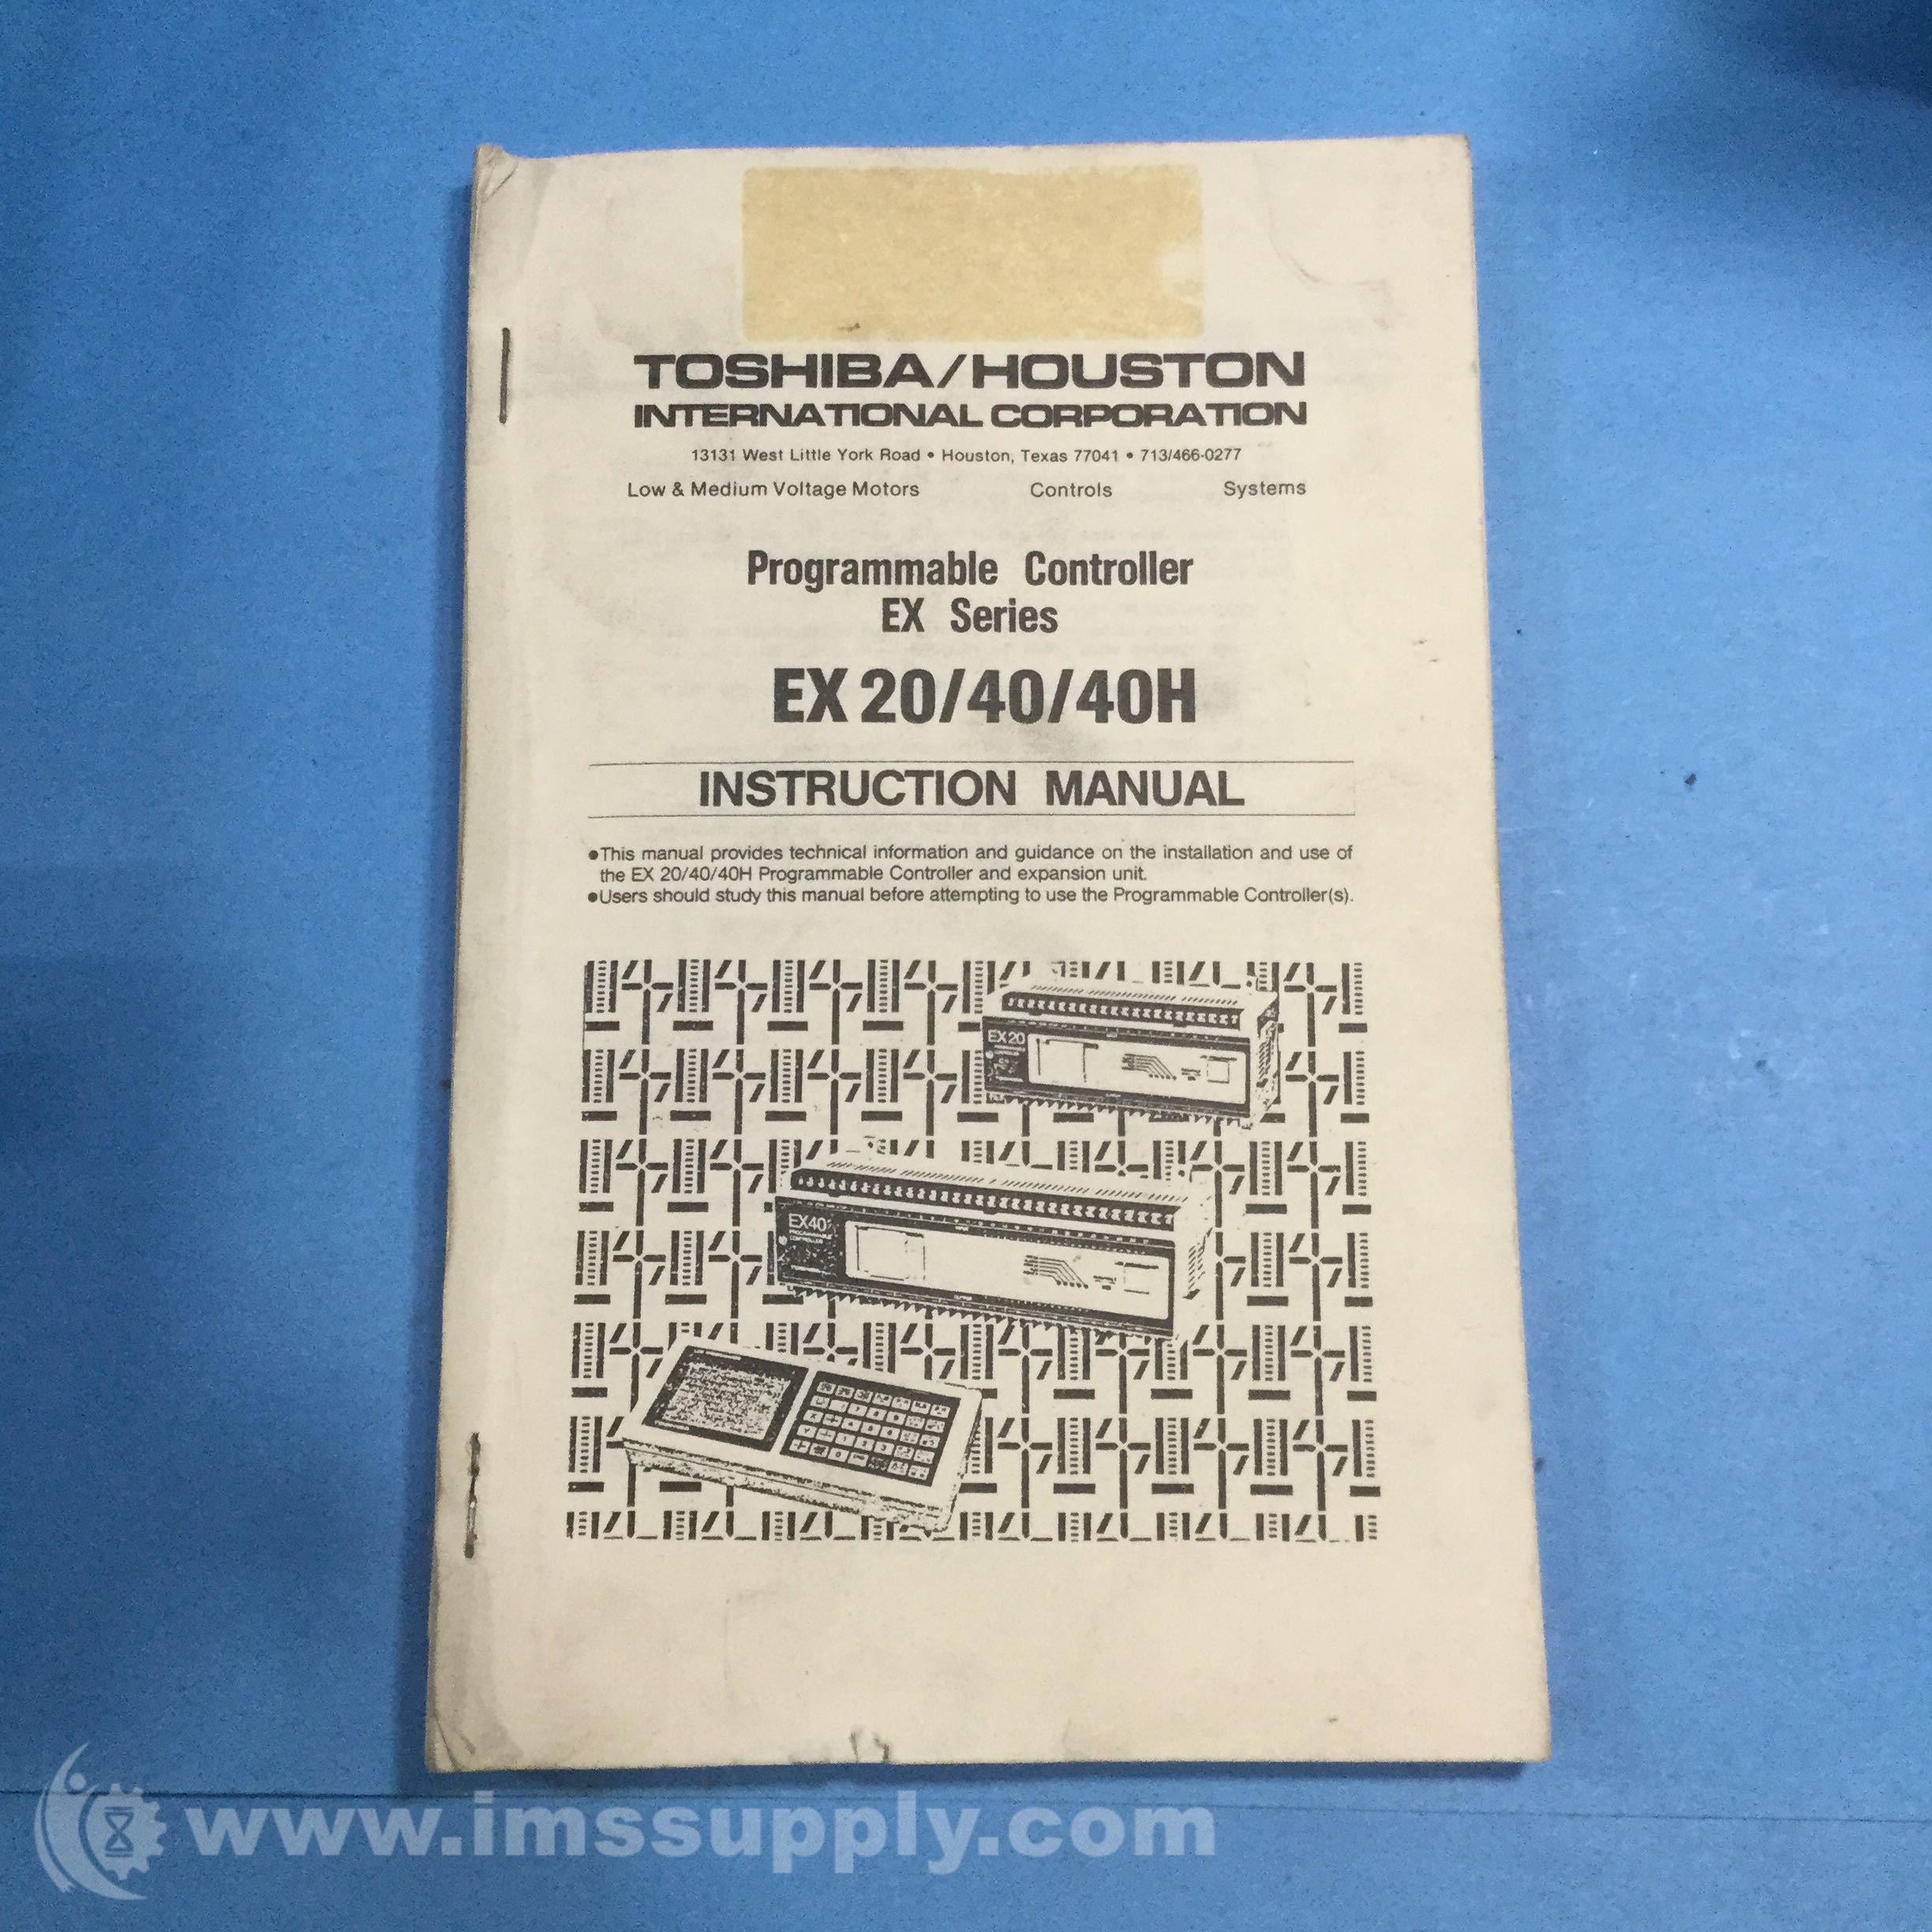 TOSHIBA/HOUSTON
INTERNATIONAL CORPORATION
13131 West Little York Road • Houston, Texas 77041 • 713/466-0277
Low & Medium Voltage Motors Controls Systems
Programmable Controller
EX Series
EX 20/40/40H
INSTRUCTION MANUAL
●This manual provides technical information and guidance on the installation and use of
the EX 20/40/40H Programmable Controller and expansion unit.
●Users should study this manual before attempting to use the Programmable Controller(s).
EX20
EX40
PROGRAMMABLE
CONTROLLER
www.imssupply.com